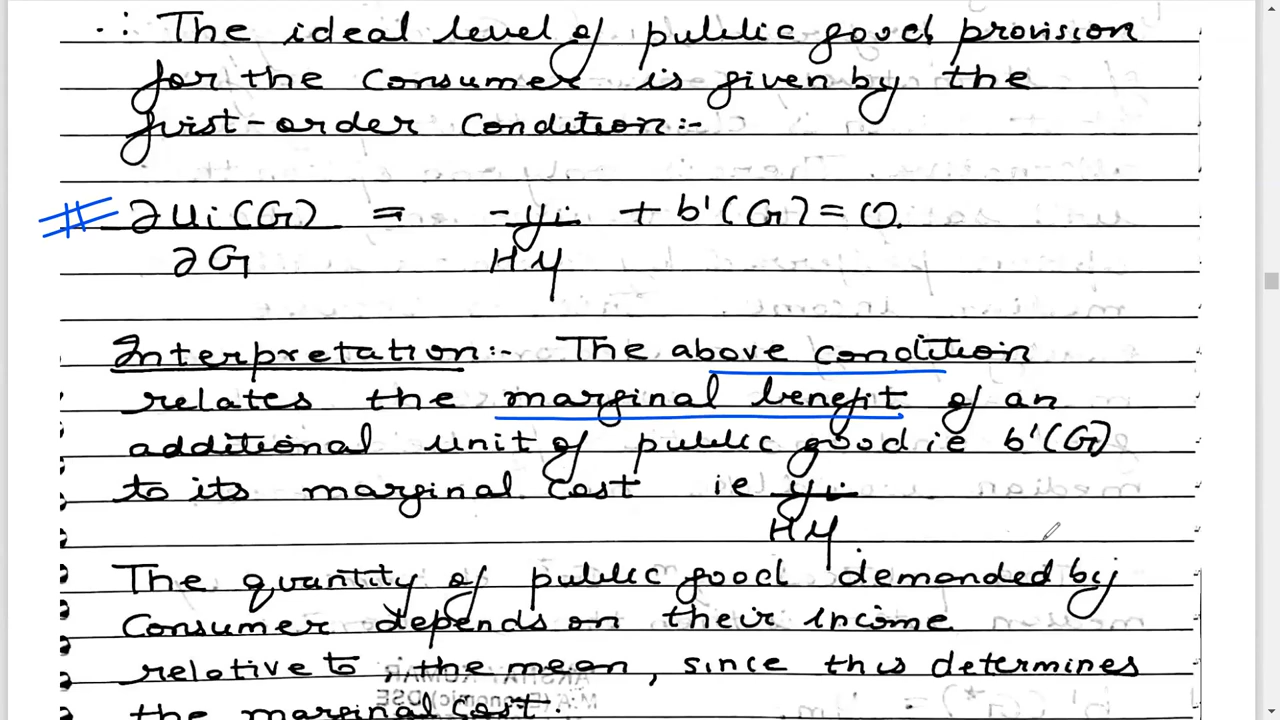 ∴ The ideal level of public good provision
for the consumer is given by the
first-order condition:-
# ∂Ui(G) = -yi + b'(G) = 0.
∂G Hy
Interpretation:- The above condition
relates the marginal benefit of an
additional unit of public good ie b'(G)
to its marginal cost ie yi
Hy
The quantity of public good demanded by
consumer depends on their income
relative to the mean, since this determines
the marginal cost.